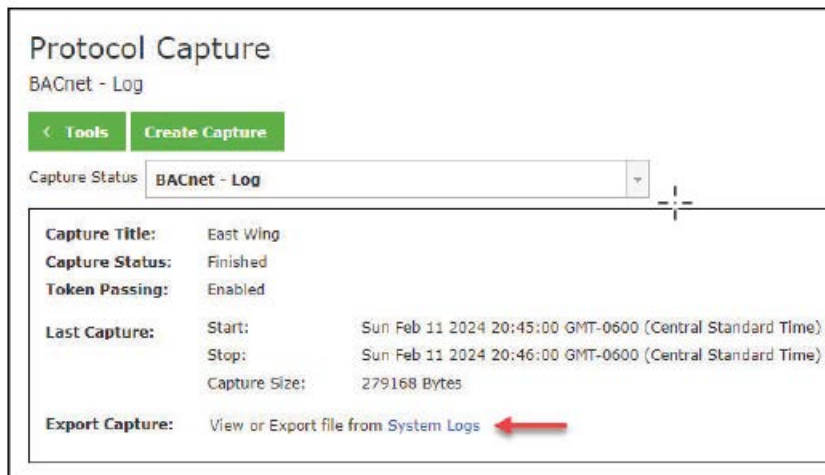 Protocol Capture
BACnet - Log
< Tools Create Capture
Capture Status BACnet - Log
Capture Title: East Wing
Capture Status: Finished
Token Passing: Enabled
Last Capture: Start: Sun Feb 11 2024 20:45:00 GMT-0600 (Central Standard Time)
Stop: Sun Feb 11 2024 20:46:00 GMT-0600 (Central Standard Time)
Capture Size: 279168 Bytes
Export Capture: View or Export file from System Logs